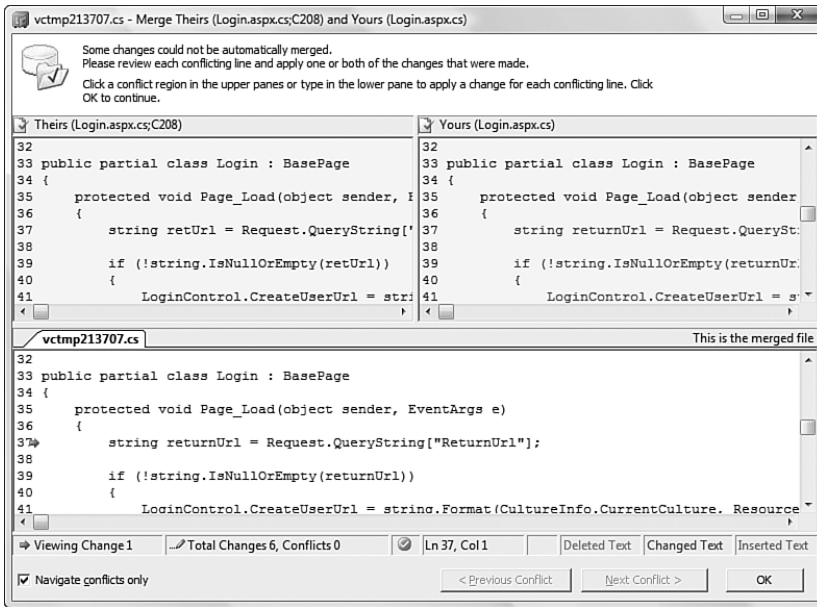 vctmp213707.cs - Merge Theirs (Login.aspx.cs;C208) and Yours (Login.aspx.cs)
Some changes could not be automatically merged.
Please review each conflicting line and apply one or both of the changes that were made.
Click a conflict region in the upper panes or type in the lower pane to apply a change for each conflicting line. Click
OK to continue.
Theirs (Login.aspx.cs;C208)
32
33 public partial class Login : BasePage
34 {
35 protected void Page_Load(object sender,
36 {
37 string retUrl = Request.QueryString["
38
39 if (!string.IsNullOrEmpty(retUrl))
40 {
41 LoginControl.CreateUserUrl = stri
Yours (Login.aspx.cs)
32
33 public partial class Login : BasePage
34 {
35 protected void Page_Load(object sender
36 {
37 string returnUrl = Request.QuerySt
38
39 if (!string.IsNullOrEmpty(returnUr
40 {
41 LoginControl.CreateUserUrl = s
vctmp213707.cs
This is the merged file
32
33 public partial class Login : BasePage
34 {
35 protected void Page_Load(object sender, EventArgs e)
36 {
37 string returnUrl = Request.QueryString["ReturnUrl"];
38
39 if (!string.IsNullOrEmpty(returnUrl))
40 {
41 LoginControl.CreateUserUrl = string.Format(CultureInfo.CurrentCulture, Resource
Viewing Change 1
Total Changes 6, Conflicts 0
Ln 37, Col 1
Deleted Text
Changed Text
Inserted Text
Navigate conflicts only
< Previous Conflict
Next Conflict >
OK